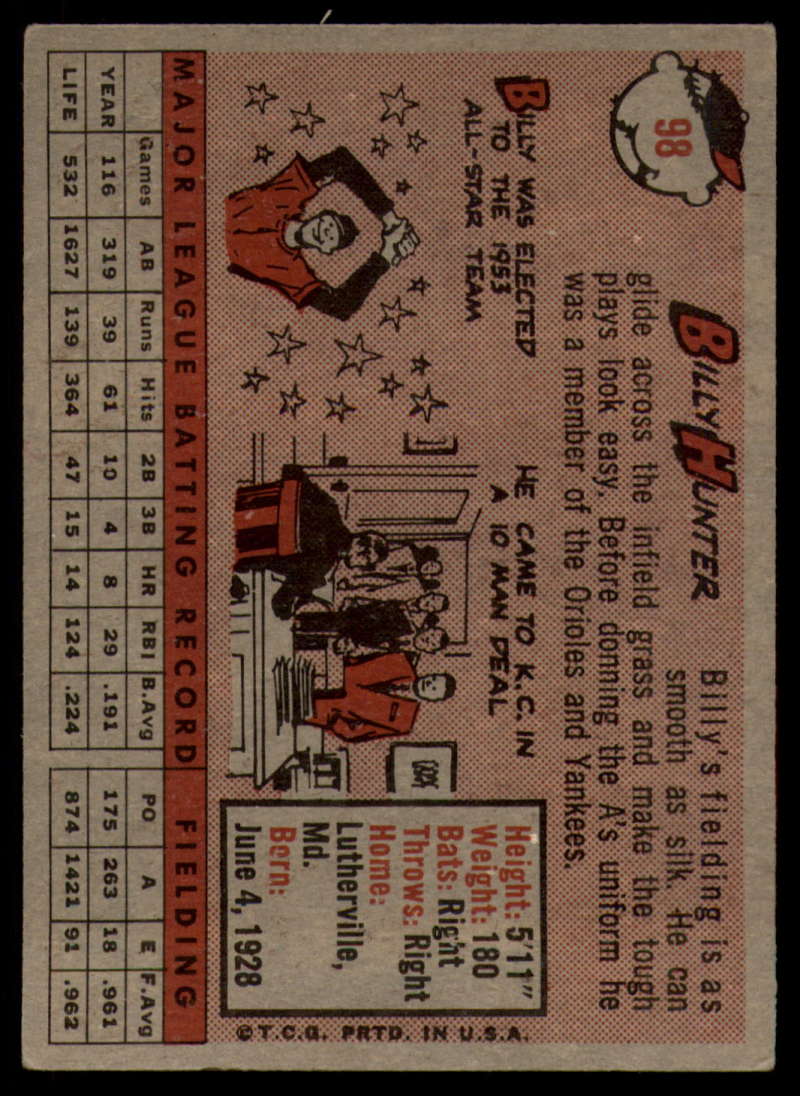 98
BILLY HUNTER
Billy's fielding is as
smooth as silk. He can
glide across the infield grass and make the tough
plays look easy. Before donning the A's uniform he
was a member of the Orioles and Yankees.
BILLY WAS ELECTED
TO THE 1953
ALL-STAR TEAM
HE CAME TO K.C. IN
A 10 MAN DEAL
Height: 5'11"
Weight: 180
Bats: Right
Throws: Right
Home:
Lutherville,
Md.
Born:
June 4, 1928
©T.C.G. PRTD. IN U.S.A.
MAJOR LEAGUE BATTING RECORD FIELDING
Games AB Runs Hits 2B 3B HR RBI B.Avg PO A E F.Avg
YEAR 116 319 39 61 10 4 8 29 .191 175 263 18 .961
LIFE 532 1627 139 364 47 15 14 124 .224 874 1421 91 .962